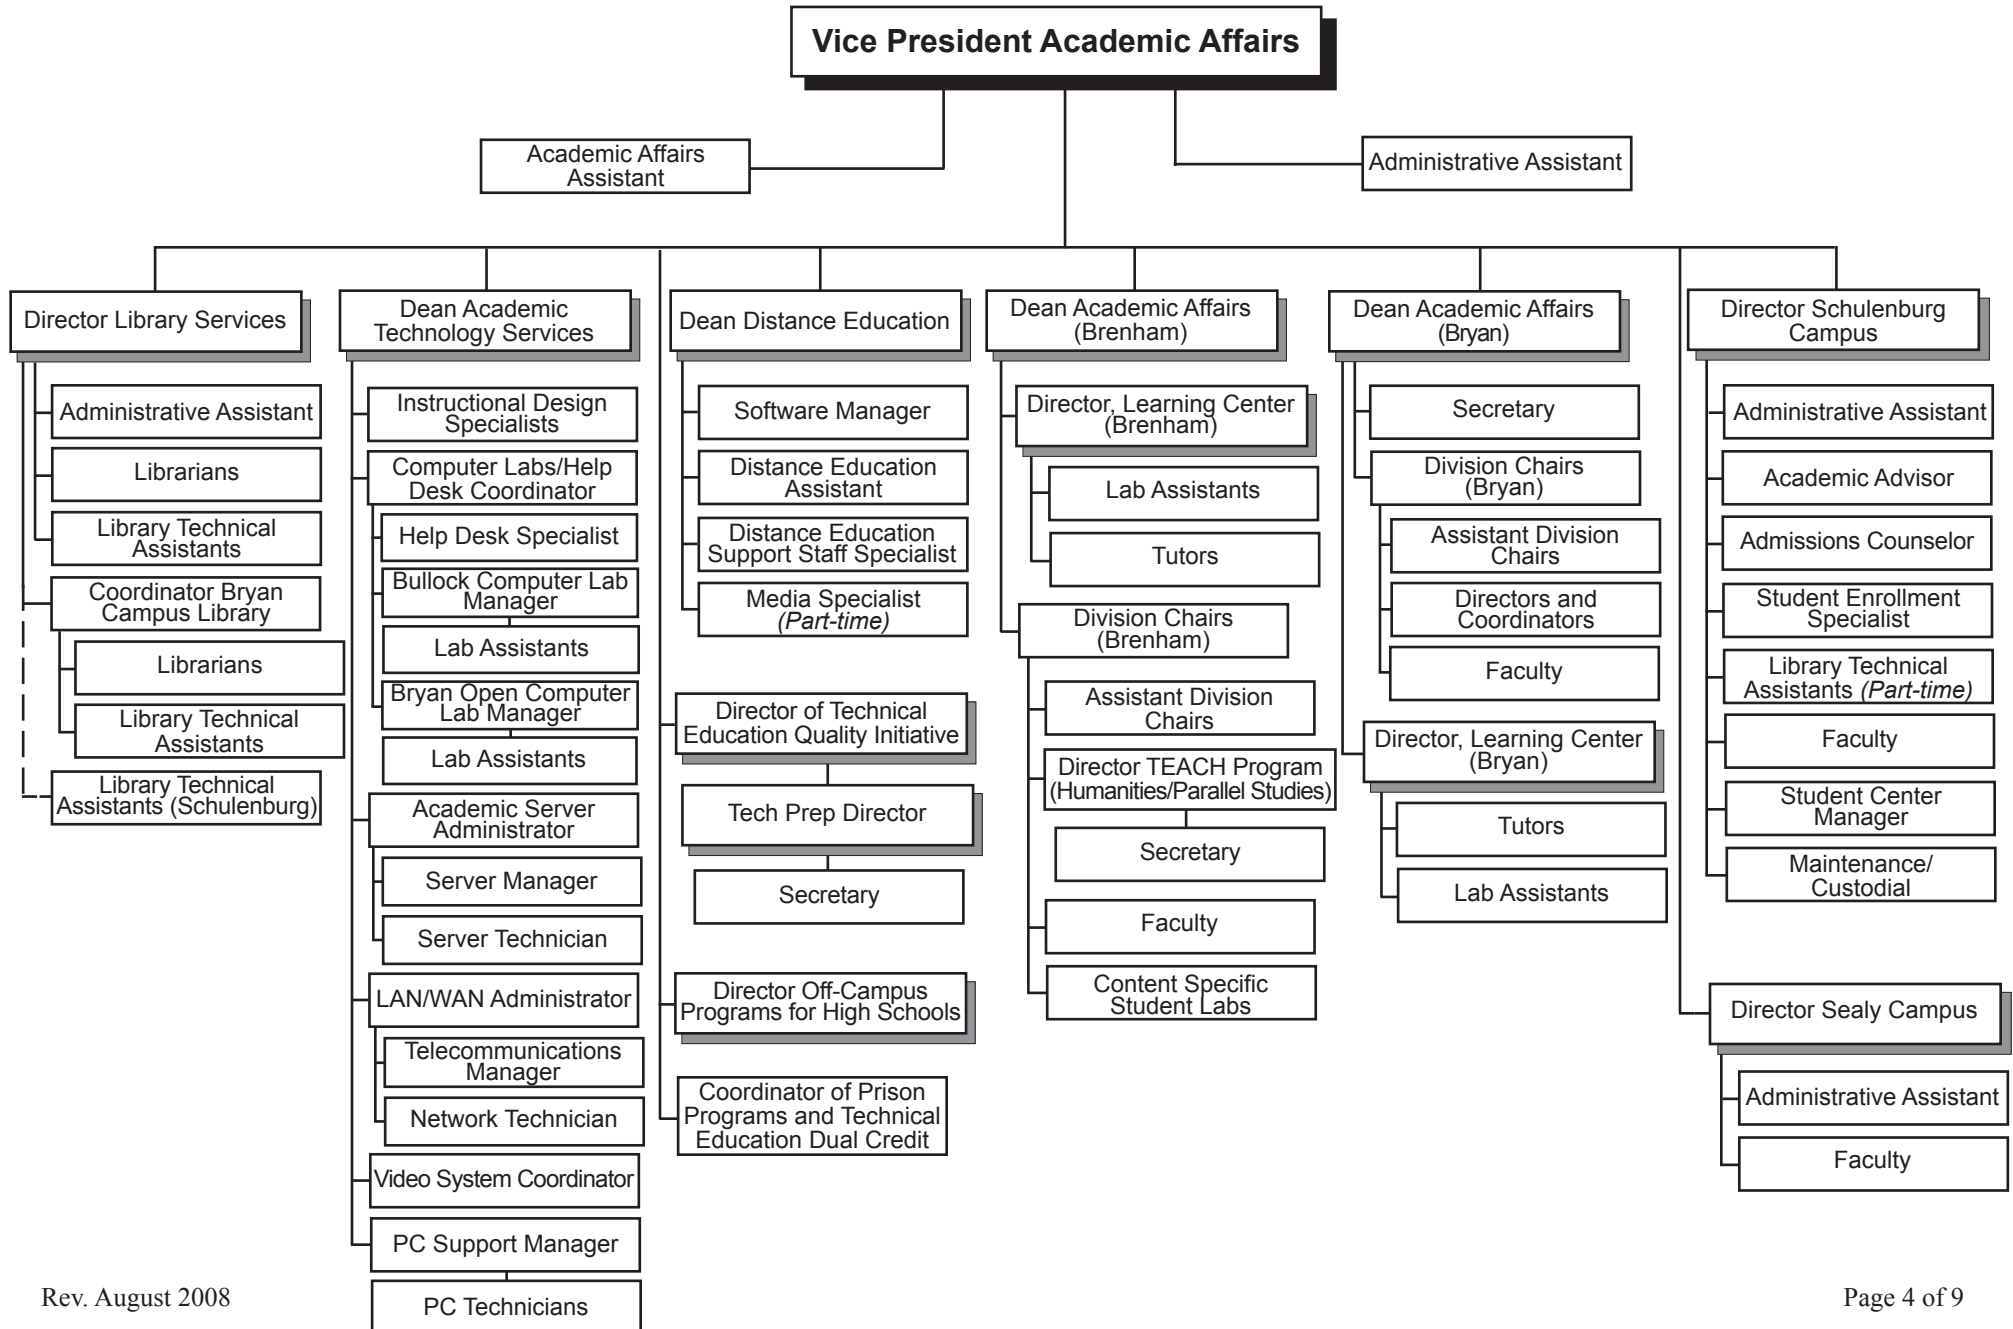 Vice President Academic Affairs
Academic Affairs
Assistant
Administrative Assistant
Director Library Services
Administrative Assistant
Librarians
Library Technical
Assistants
Coordinator Bryan
Campus Library
Librarians
Library Technical
Assistants
Library Technical
Assistants (Schulenburg)
Dean Academic
Technology Services
Instructional Design
Specialists
Computer Labs/Help
Desk Coordinator
Help Desk Specialist
Bullock Computer Lab
Manager
Lab Assistants
Bryan Open Computer
Lab Manager
Lab Assistants
Academic Server
Administrator
Server Manager
Server Technician
LAN/WAN Administrator
Telecommunications
Manager
Network Technician
Video System Coordinator
PC Support Manager
PC Technicians
Dean Distance Education
Software Manager
Distance Education
Assistant
Distance Education
Support Staff Specialist
Media Specialist
(Part-time)
Director of Technical
Education Quality Initiative
Tech Prep Director
Secretary
Director Off-Campus
Programs for High Schools
Coordinator of Prison
Programs and Technical
Education Dual Credit
Dean Academic Affairs
(Brenham)
Director, Learning Center
(Brenham)
Lab Assistants
Tutors
Division Chairs
(Brenham)
Assistant Division
Chairs
Director TEACH Program
(Humanities/Parallel Studies)
Secretary
Faculty
Content Specific
Student Labs
Dean Academic Affairs
(Bryan)
Secretary
Division Chairs
(Bryan)
Assistant Division
Chairs
Directors and
Coordinators
Faculty
Director, Learning Center
(Bryan)
Tutors
Lab Assistants
Director Schulenburg
Campus
Administrative Assistant
Academic Advisor
Admissions Counselor
Student Enrollment
Specialist
Library Technical
Assistants (Part-time)
Faculty
Student Center
Manager
Maintenance/
Custodial
Director Sealy Campus
Administrative Assistant
Faculty
Rev. August 2008
Page 4 of 9